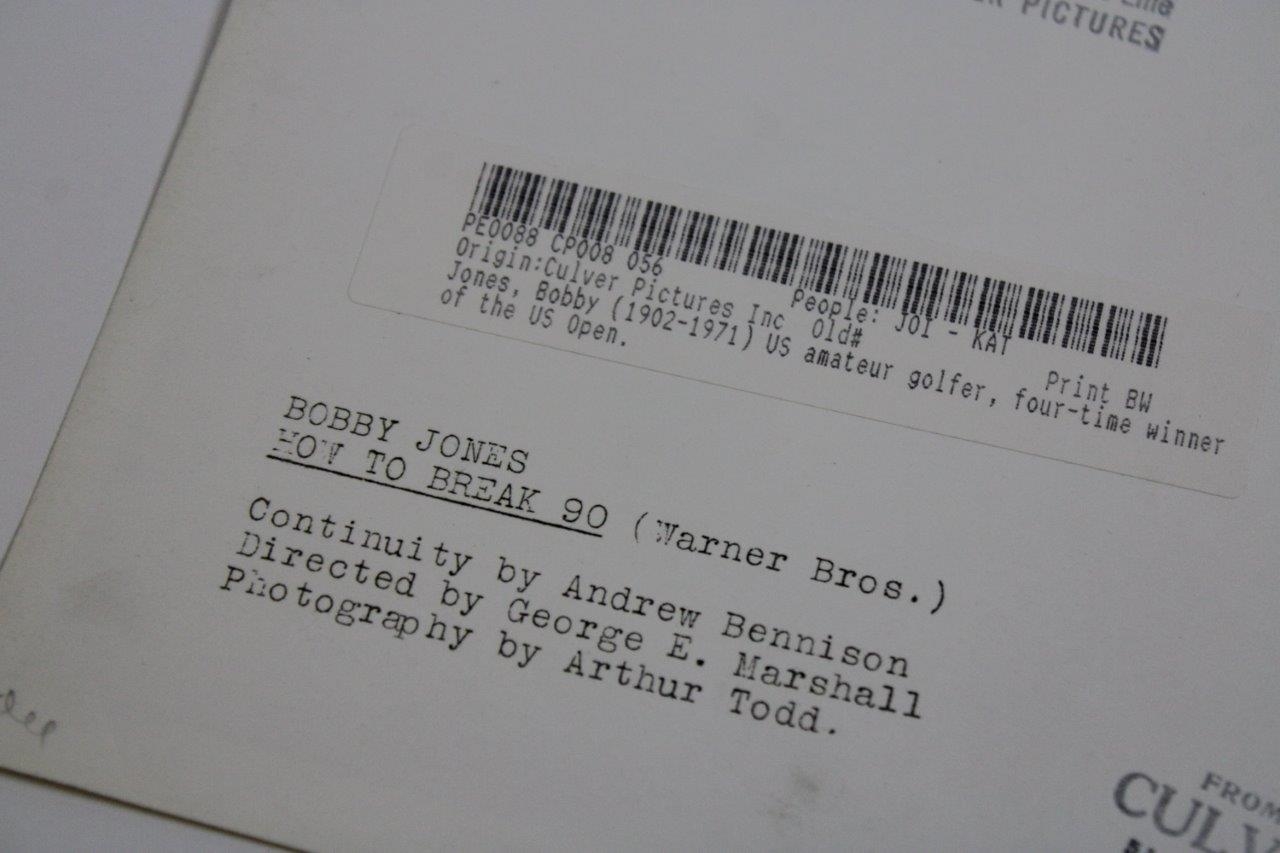 PICTURES
PE0088 CP008 056 People: JOI - KAT
Origin:Culver Pictures Inc Old# Print BW
Jones, Bobby (1902-1971) US amateur golfer, four-time winner
of the US Open.
BOBBY JONES
HOW TO BREAK 90 (Warner Bros.)
Continuity by Andrew Bennison
Directed by George E. Marshall
Photography by Arthur Todd.
FROM
CULV